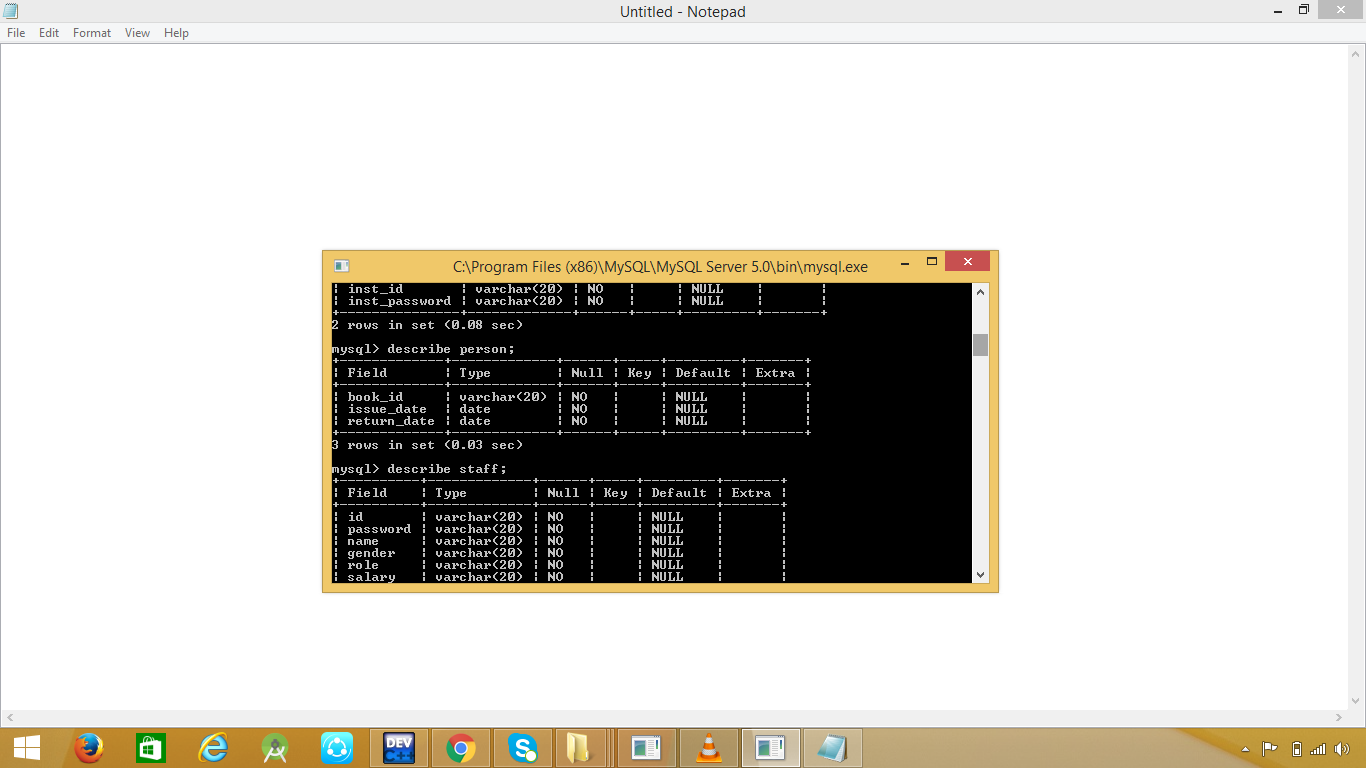 Untitled - Notepad
File Edit Format View Help
C:\Program Files (x86)\MySQL\MySQL Server 5.0\bin\mysql.exe
| inst_id | varchar(20) | NO | | NULL | |
| inst_password | varchar(20) | NO | | NULL | |
+---------------+-------------+------+-----+---------+-------+
2 rows in set (0.08 sec)
mysql> describe person;
+-------------+-------------+------+-----+---------+-------+
| Field | Type | Null | Key | Default | Extra |
+-------------+-------------+------+-----+---------+-------+
| book_id | varchar(20) | NO | | NULL | |
| issue_date | date | NO | | NULL | |
| return_date | date | NO | | NULL | |
+-------------+-------------+------+-----+---------+-------+
3 rows in set (0.03 sec)
mysql> describe staff;
+----------+-------------+------+-----+---------+-------+
| Field | Type | Null | Key | Default | Extra |
+----------+-------------+------+-----+---------+-------+
| id | varchar(20) | NO | | NULL | |
| password | varchar(20) | NO | | NULL | |
| name | varchar(20) | NO | | NULL | |
| gender | varchar(20) | NO | | NULL | |
| role | varchar(20) | NO | | NULL | |
| salary | varchar(20) | NO | | NULL | |
DEV
C++